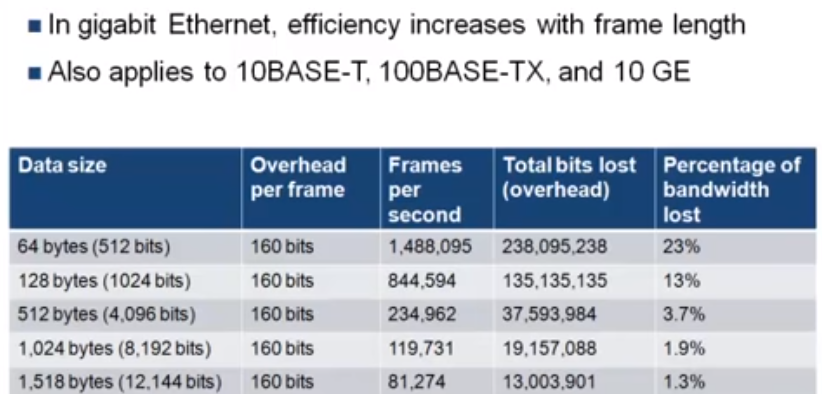 ■ In gigabit Ethernet, efficiency increases with frame length
■ Also applies to 10BASE-T, 100BASE-TX, and 10 GE
Data size Overhead per frame Frames per second Total bits lost (overhead) Percentage of bandwidth lost
64 bytes (512 bits) 160 bits 1,488,095 238,095,238 23%
128 bytes (1024 bits) 160 bits 844,594 135,135,135 13%
512 bytes (4,096 bits) 160 bits 234,962 37,593,984 3.7%
1,024 bytes (8,192 bits) 160 bits 119,731 19,157,088 1.9%
1,518 bytes (12,144 bits) 160 bits 81,274 13,003,901 1.3%